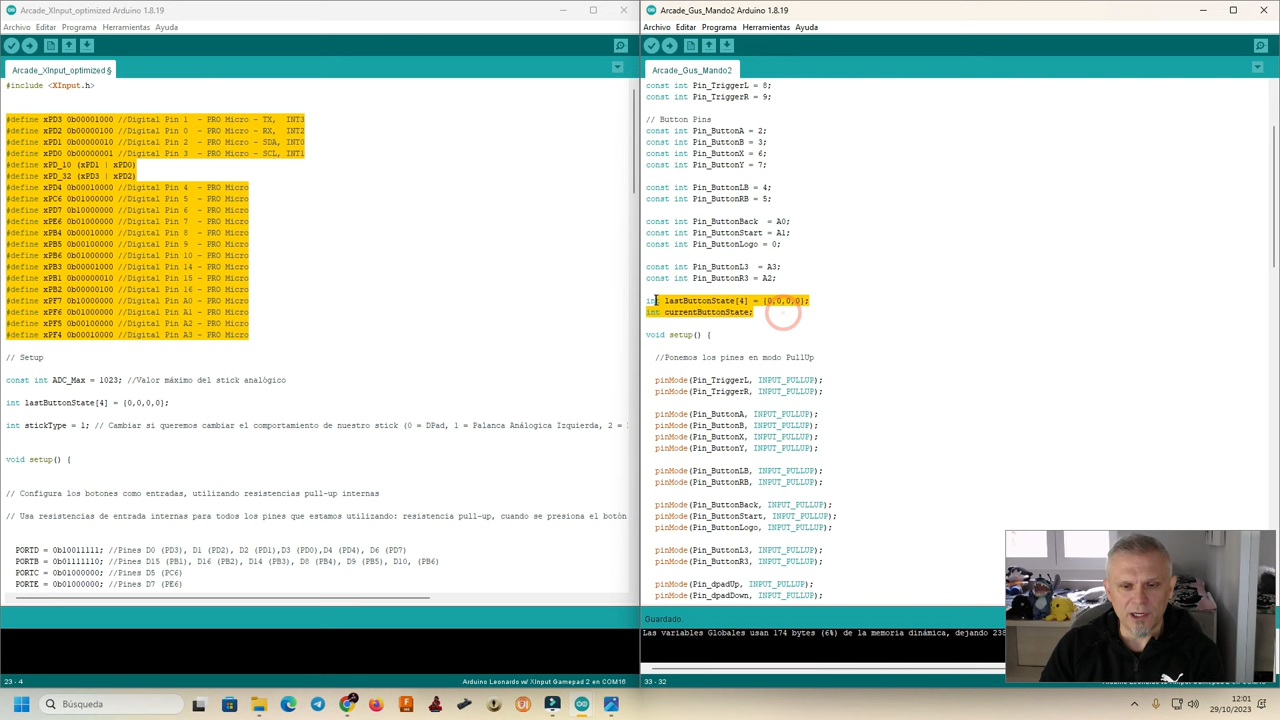 Arcade_XInput_optimized Arduino 1.8.19
Archivo Editar Programa Herramientas Ayuda
Arcade_XInput_optimized §
#include <XInput.h>
#define xPD3 0b00001000 //Digital Pin 1 - PRO Micro - TX, INT3
#define xPD2 0b00000100 //Digital Pin 0 - PRO Micro - RX, INT2
#define xPD1 0b00000010 //Digital Pin 2 - PRO Micro - SDA, INT0
#define xPD0 0b00000001 //Digital Pin 3 - PRO Micro - SCL, INT1
#define xPD_10 (xPD1 | xPD0)
#define xPD_32 (xPD3 | xPD2)
#define xPD4 0b00010000 //Digital Pin 4 - PRO Micro
#define xPC6 0b01000000 //Digital Pin 5 - PRO Micro
#define xPD7 0b10000000 //Digital Pin 6 - PRO Micro
#define xPE6 0b01000000 //Digital Pin 7 - PRO Micro
#define xPB4 0b00010000 //Digital Pin 8 - PRO Micro
#define xPB5 0b00100000 //Digital Pin 9 - PRO Micro
#define xPB6 0b01000000 //Digital Pin 10 - PRO Micro
#define xPB3 0b00001000 //Digital Pin 14 - PRO Micro
#define xPB1 0b00000010 //Digital Pin 15 - PRO Micro
#define xPB2 0b00000100 //Digital Pin 16 - PRO Micro
#define xPF7 0b10000000 //Digital Pin A0 - PRO Micro
#define xPF6 0b01000000 //Digital Pin A1 - PRO Micro
#define xPF5 0b00100000 //Digital Pin A2 - PRO Micro
#define xPF4 0b00010000 //Digital Pin A3 - PRO Micro
// Setup
const int ADC_Max = 1023; //Valor máximo del stick analògico
int lastButtonState[4] = {0,0,0,0};
int stickType = 1; // Cambiar si queremos cambiar el comportamiento de nuestro stick (0 = DPad, 1 = Palanca Análogica Izquierda, 2 =
void setup() {
// Configura los botones como entradas, utilizando resistencias pull-up internas
// Usa resistores de entrada internas para todos los pines que estamos utilizando: resistencia pull-up, cuando se presiona el botòn
PORTD = 0b10011111; //Pines D0 (PD3), D1 (PD2), D2 (PD1),D3 (PD0),D4 (PD4), D6 (PD7)
PORTB = 0b01111110; //Pines D15 (PB1), D16 (PB2), D14 (PB3), D8 (PB4), D9 (PB5), D10, (PB6)
PORTC = 0b01000000; //Pines D5 (PC6)
PORTE = 0b01000000; //Pines D7 (PE6)
23 - 4
Arduino Leonardo w/ XInput Gamepad 2 en COM16
Arcade_Gus_Mando2 Arduino 1.8.19
Archivo Editar Programa Herramientas Ayuda
Arcade_Gus_Mando2
const int Pin_TriggerL = 8;
const int Pin_TriggerR = 9;
// Button Pins
const int Pin_ButtonA = 2;
const int Pin_ButtonB = 3;
const int Pin_ButtonX = 6;
const int Pin_ButtonY = 7;
const int Pin_ButtonLB = 4;
const int Pin_ButtonRB = 5;
const int Pin_ButtonBack = A0;
const int Pin_ButtonStart = A1;
const int Pin_ButtonLogo = 0;
const int Pin_ButtonL3 = A3;
const int Pin_ButtonR3 = A2;
int lastButtonState[4] = {0,0,0,0};
int currentButtonState;
void setup() {
//Ponemos los pines en modo PullUp
pinMode(Pin_TriggerL, INPUT_PULLUP);
pinMode(Pin_TriggerR, INPUT_PULLUP);
pinMode(Pin_ButtonA, INPUT_PULLUP);
pinMode(Pin_ButtonB, INPUT_PULLUP);
pinMode(Pin_ButtonX, INPUT_PULLUP);
pinMode(Pin_ButtonY, INPUT_PULLUP);
pinMode(Pin_ButtonLB, INPUT_PULLUP);
pinMode(Pin_ButtonRB, INPUT_PULLUP);
pinMode(Pin_ButtonBack, INPUT_PULLUP);
pinMode(Pin_ButtonStart, INPUT_PULLUP);
pinMode(Pin_ButtonLogo, INPUT_PULLUP);
pinMode(Pin_ButtonL3, INPUT_PULLUP);
pinMode(Pin_ButtonR3, INPUT_PULLUP);
pinMode(Pin_dpadUp, INPUT_PULLUP);
pinMode(Pin_dpadDown, INPUT_PULLUP);
Guardado.
Las variables Globales usan 174 bytes (6%) de la memoria dinámica, dejando 238
33 - 32
Búsqueda
12:01
29/10/2023